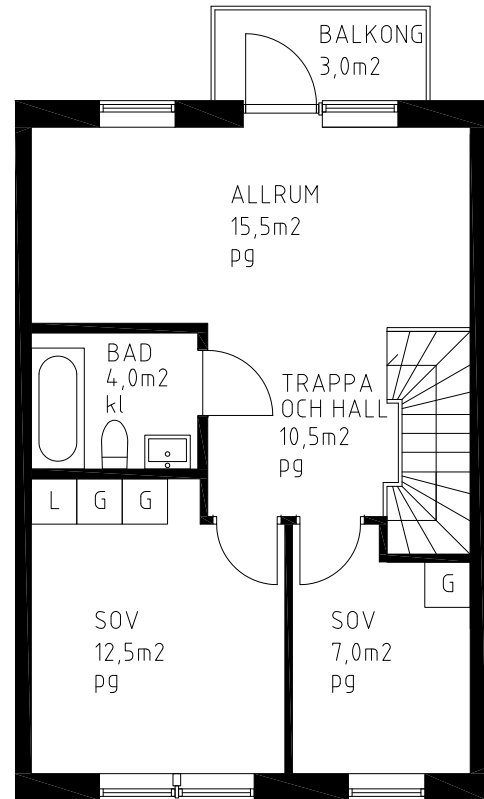 BALKONG
3,0m2
ALLRUM
15,5m2
pg
BAD
4,0m2
kl
TRAPPA
OCH HALL
10,5m2
pg
L G G
G
SOV
12,5m2
pg
SOV
7,0m2
pg